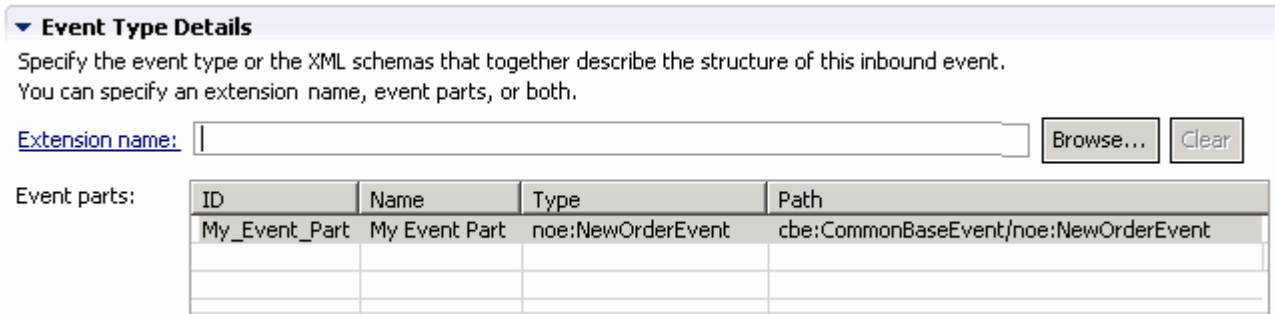 Event Type Details
Specify the event type or the XML schemas that together describe the structure of this inbound event.
You can specify an extension name, event parts, or both.
Extension name: Browse... Clear
Event parts: ID Name Type Path
My_Event_Part My Event Part noe:NewOrderEvent cbe:CommonBaseEvent/noe:NewOrderEvent